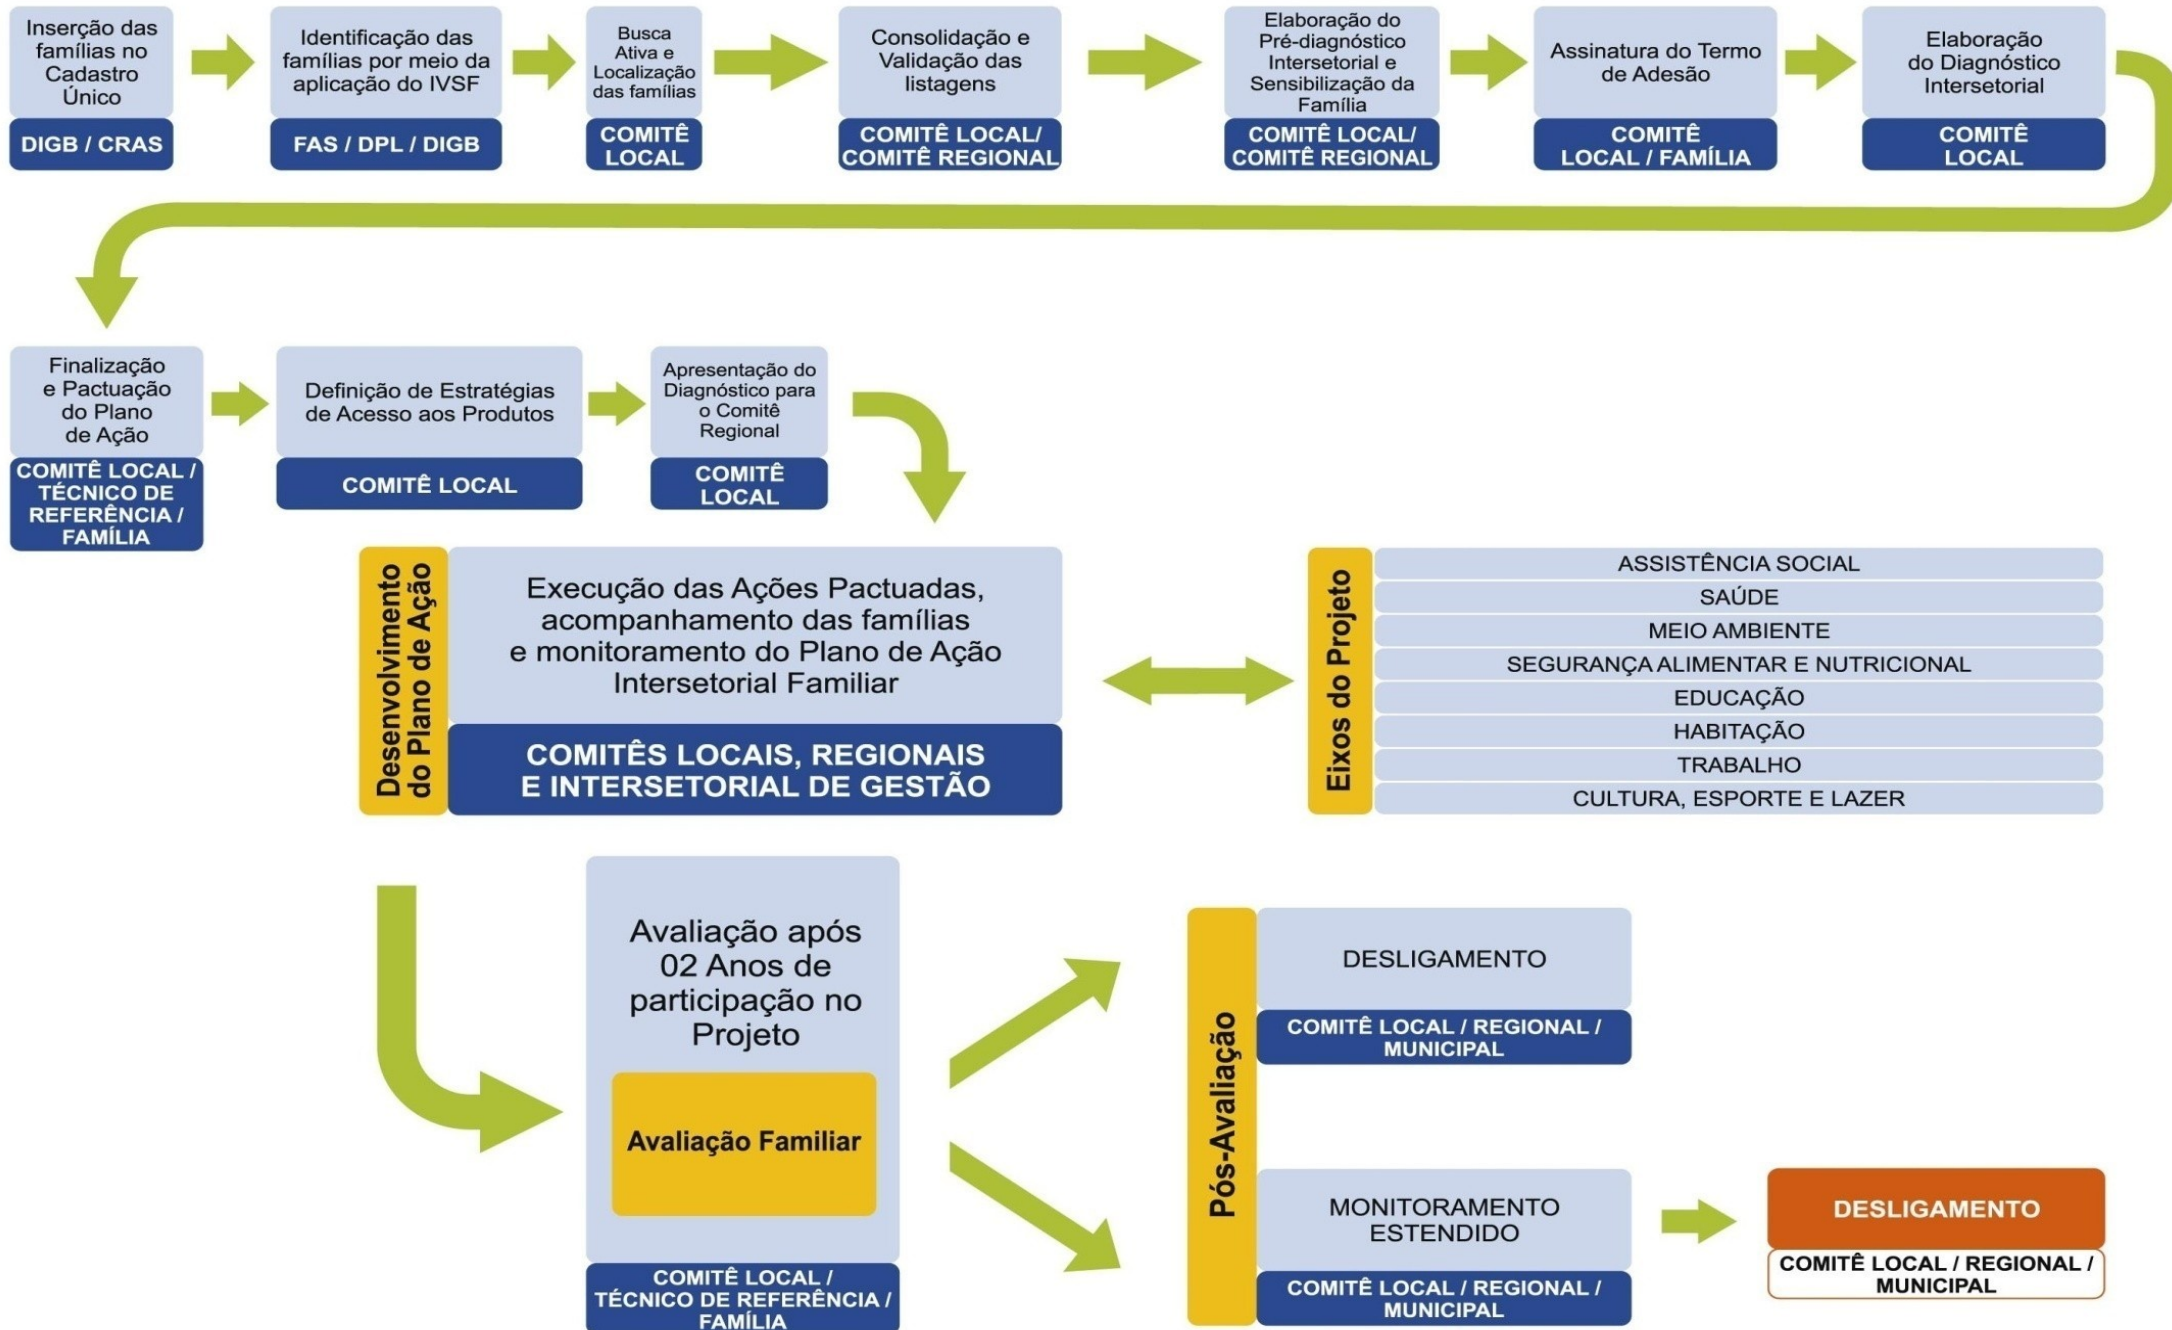 Inserção das
famílias no
Cadastro
Único
DIGB / CRAS
Identificação das
famílias por meio da
aplicação do IVSF
FAS / DPL / DIGB
Busca
Ativa e
Localização
das famílias
COMITÊ
LOCAL
Consolidação e
Validação das
listagens
COMITÊ LOCAL/
COMITÊ REGIONAL
Elaboração do
Pré-diagnóstico
Intersetorial e
Sensibilização da
Família
COMITÊ LOCAL/
COMITÊ REGIONAL
Assinatura do Termo
de Adesão
COMITÊ
LOCAL / FAMÍLIA
Elaboração
do Diagnóstico
Intersetorial
COMITÊ
LOCAL
Finalização
e Pactuação
do Plano
de Ação
COMITÊ LOCAL /
TÉCNICO DE
REFERÊNCIA /
FAMÍLIA
Definição de Estratégias
de Acesso aos Produtos
COMITÊ LOCAL
Apresentação do
Diagnóstico para
o Comitê
Regional
COMITÊ
LOCAL
Desenvolvimento
do Plano de Ação
Execução das Ações Pactuadas,
acompanhamento das famílias
e monitoramento do Plano de Ação
Intersetorial Familiar
COMITÊS LOCAIS, REGIONAIS
E INTERSETORIAL DE GESTÃO
Eixos do Projeto
ASSISTÊNCIA SOCIAL
SAÚDE
MEIO AMBIENTE
SEGURANÇA ALIMENTAR E NUTRICIONAL
EDUCAÇÃO
HABITAÇÃO
TRABALHO
CULTURA, ESPORTE E LAZER
Avaliação após
02 Anos de
participação no
Projeto
Avaliação Familiar
COMITÊ LOCAL /
TÉCNICO DE REFERÊNCIA /
FAMÍLIA
Pós-Avaliação
DESLIGAMENTO
COMITÊ LOCAL / REGIONAL /
MUNICIPAL
MONITORAMENTO
ESTENDIDO
COMITÊ LOCAL / REGIONAL /
MUNICIPAL
DESLIGAMENTO
COMITÊ LOCAL / REGIONAL /
MUNICIPAL